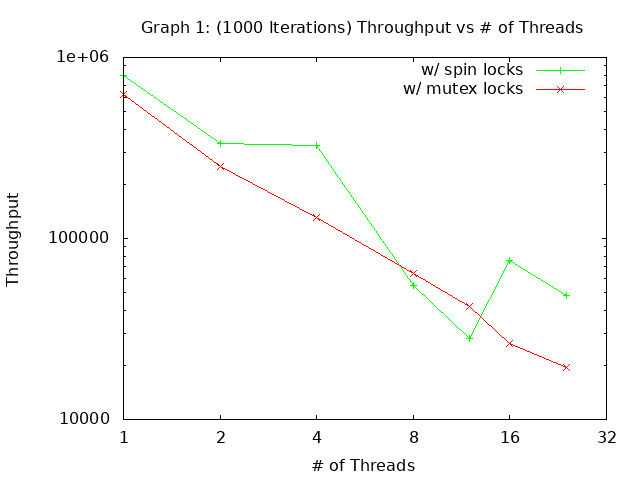 Graph 1: (1000 Iterations) Throughput vs # of Threads
1e+06
w/ spin locks
w/ mutex locks
Throughput
100000
10000
1 2 4 8 16 32
# of Threads